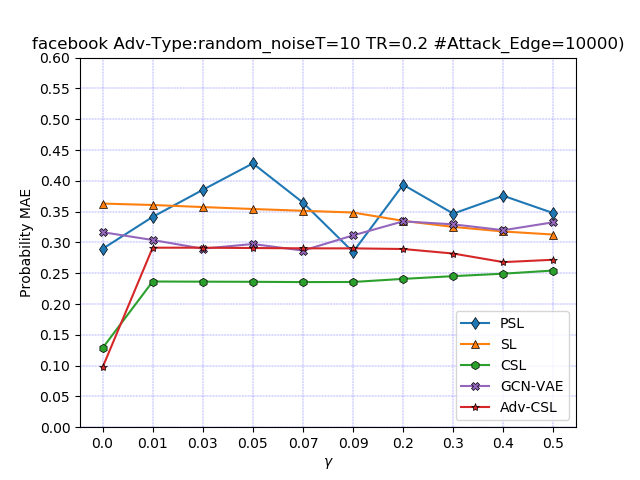 facebook Adv-Type:random_noiseT=10 TR=0.2 #Attack_Edge=10000)
0.60
0.55
0.50
0.45
0.40
0.35
0.30
0.25
0.20
0.15
0.10
0.05
0.00
Probability MAE
PSL
SL
CSL
GCN-VAE
Adv-CSL
0.0 0.01 0.03 0.05 0.07 0.09 0.2 0.3 0.4 0.5
γ